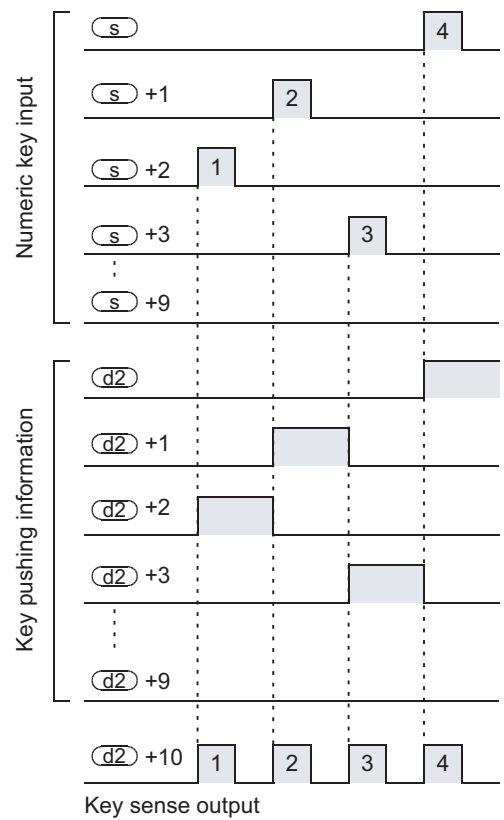 Numeric key input
s 4
s +1 2
s +2 1
s +3 3
s +9
Key pushing information
d2
d2 +1
d2 +2
d2 +3
d2 +9
d2 +10 1 2 3 4
Key sense output